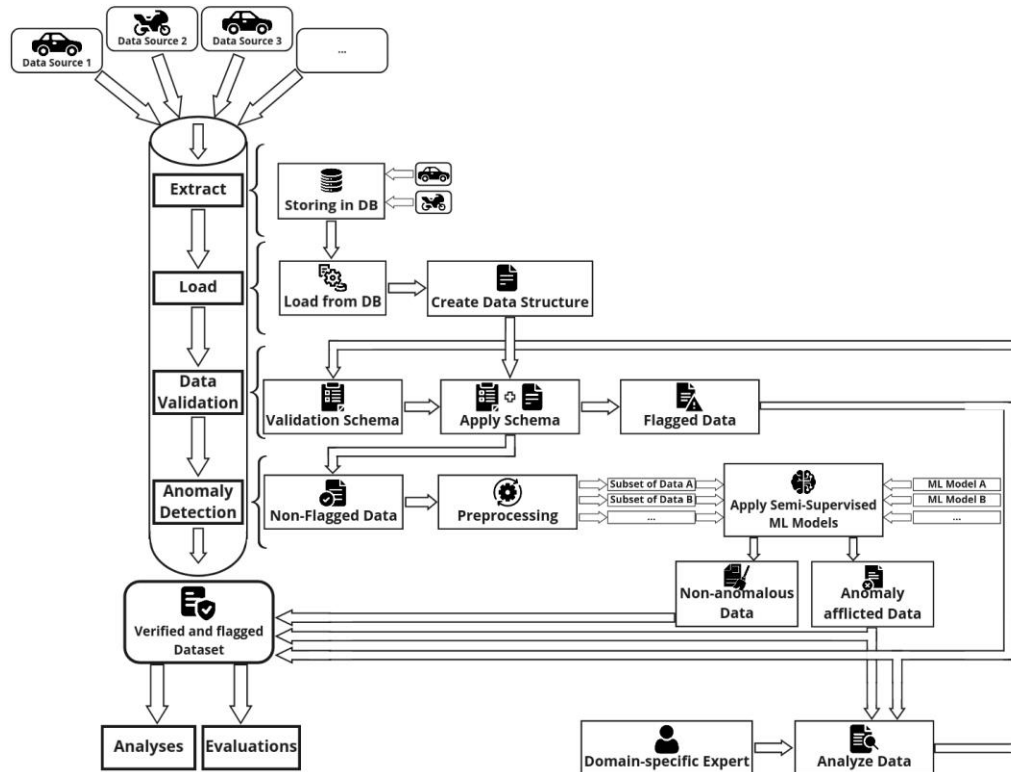 Data Source 1
Data Source 2
Data Source 3
...
Extract
Storing in DB
Load
Load from DB
Create Data Structure
Data
Validation
Validation Schema
Apply Schema
Flagged Data
Anomaly
Detection
Non-Flagged Data
Preprocessing
Subset of Data A
Subset of Data B
...
Apply Semi-Supervised
ML Models
ML Model A
ML Model B
...
Non-anomalous
Data
Anomaly
afflicted Data
Verified and flagged
Dataset
Analyses
Evaluations
Domain-specific Expert
Analyze Data